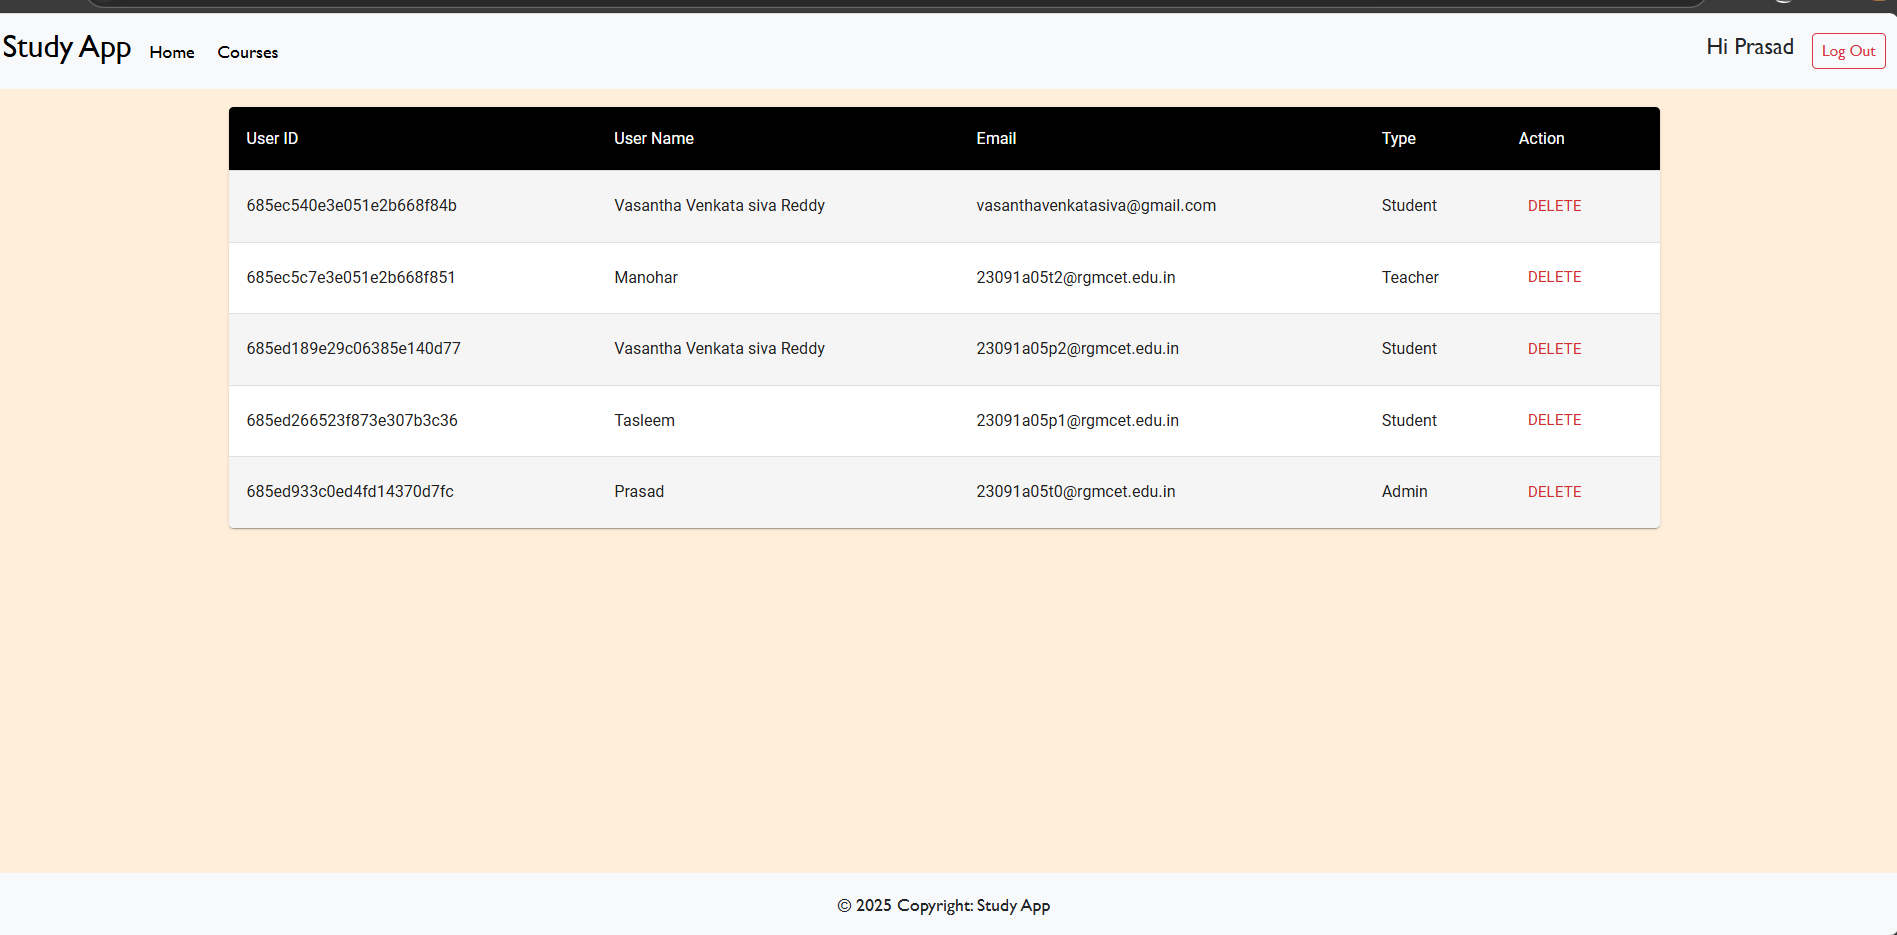 Study App Home Courses Hi Prasad Log Out
User ID User Name Email Type Action
685ec540e3e051e2b668f84b Vasantha Venkata siva Reddy vasanthavenkatasiva@gmail.com Student DELETE
685ec5c7e3e051e2b668f851 Manohar 23091a05t2@rgmcet.edu.in Teacher DELETE
685ed189e29c06385e140d77 Vasantha Venkata siva Reddy 23091a05p2@rgmcet.edu.in Student DELETE
685ed266523f873e307b3c36 Tasleem 23091a05p1@rgmcet.edu.in Student DELETE
685ed933c0ed4fd14370d7fc Prasad 23091a05t0@rgmcet.edu.in Admin DELETE
© 2025 Copyright: Study App